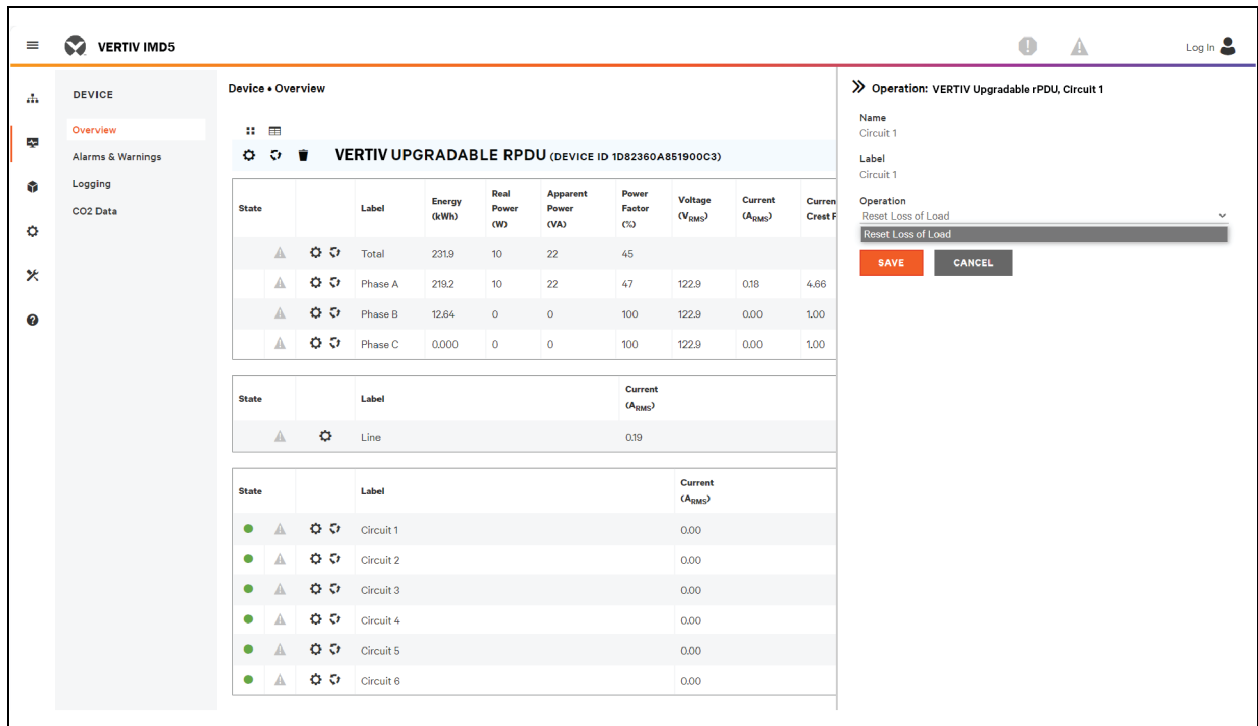 VERTIV IMD5
Log In
DEVICE
Overview
Alarms & Warnings
Logging
CO2 Data
Device • Overview
VERTIV UPGRADABLE RPDU (DEVICE ID 1D82360A851900C3)
State Label Energy (kWh) Real Power (W) Apparent Power (VA) Power Factor (%) Voltage (VRMS) Current (ARMS) Curren Crest F
Total 231.9 10 22 45
Phase A 219.2 10 22 47 122.9 0.18 4.66
Phase B 12.64 0 0 100 122.9 0.00 1.00
Phase C 0.000 0 0 100 122.9 0.00 1.00
State Label Current (ARMS)
Line 0.19
State Label Current (ARMS)
Circuit 1 0.00
Circuit 2 0.00
Circuit 3 0.00
Circuit 4 0.00
Circuit 5 0.00
Circuit 6 0.00
Operation: VERTIV Upgradable rPDU, Circuit 1
Name
Circuit 1
Label
Circuit 1
Operation
Reset Loss of Load
Reset Loss of Load
SAVE CANCEL